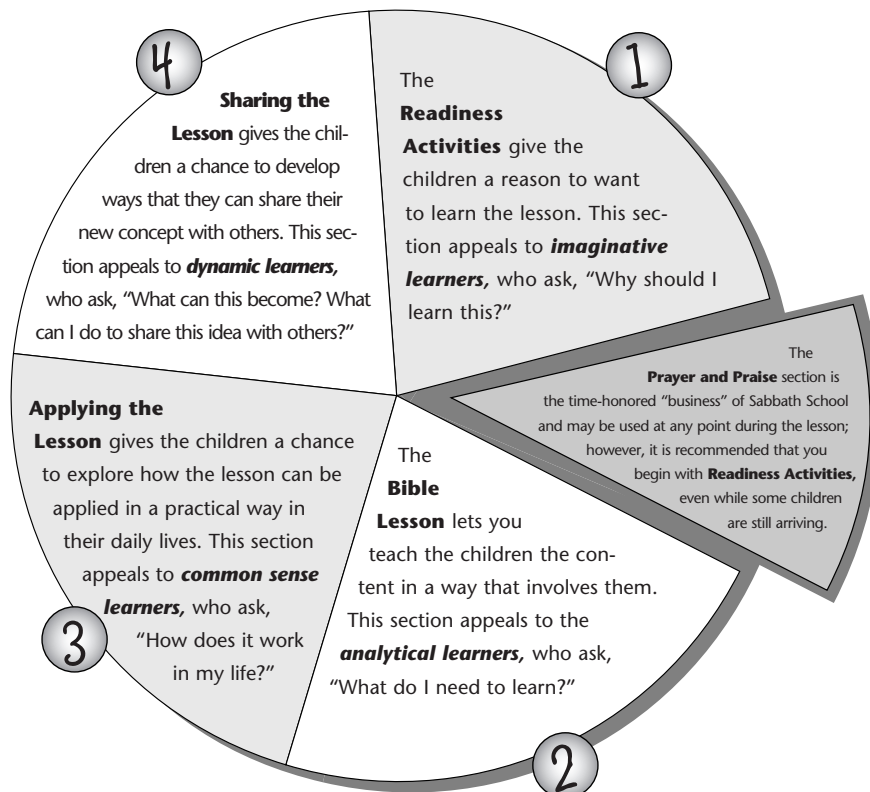 1
The
Readiness
Activities give the
children a reason to want
to learn the lesson. This sec-
tion appeals to imaginative
learners, who ask, “Why should I
learn this?”
The
Prayer and Praise section is
the time-honored “business” of Sabbath School
and may be used at any point during the lesson;
however, it is recommended that you
begin with Readiness Activities,
even while some children
are still arriving.
2
The
Bible
Lesson lets you
teach the children the con-
tent in a way that involves them.
This section appeals to the
analytical learners, who ask,
“What do I need to learn?”
3
Applying the
Lesson gives the children a chance
to explore how the lesson can be
applied in a practical way in
their daily lives. This section
appeals to common sense
learners, who ask,
“How does it work
in my life?”
4
Sharing the
Lesson gives the chil-
dren a chance to develop
ways that they can share their
new concept with others. This sec-
tion appeals to dynamic learners,
who ask, “What can this become? What
can I do to share this idea with others?”